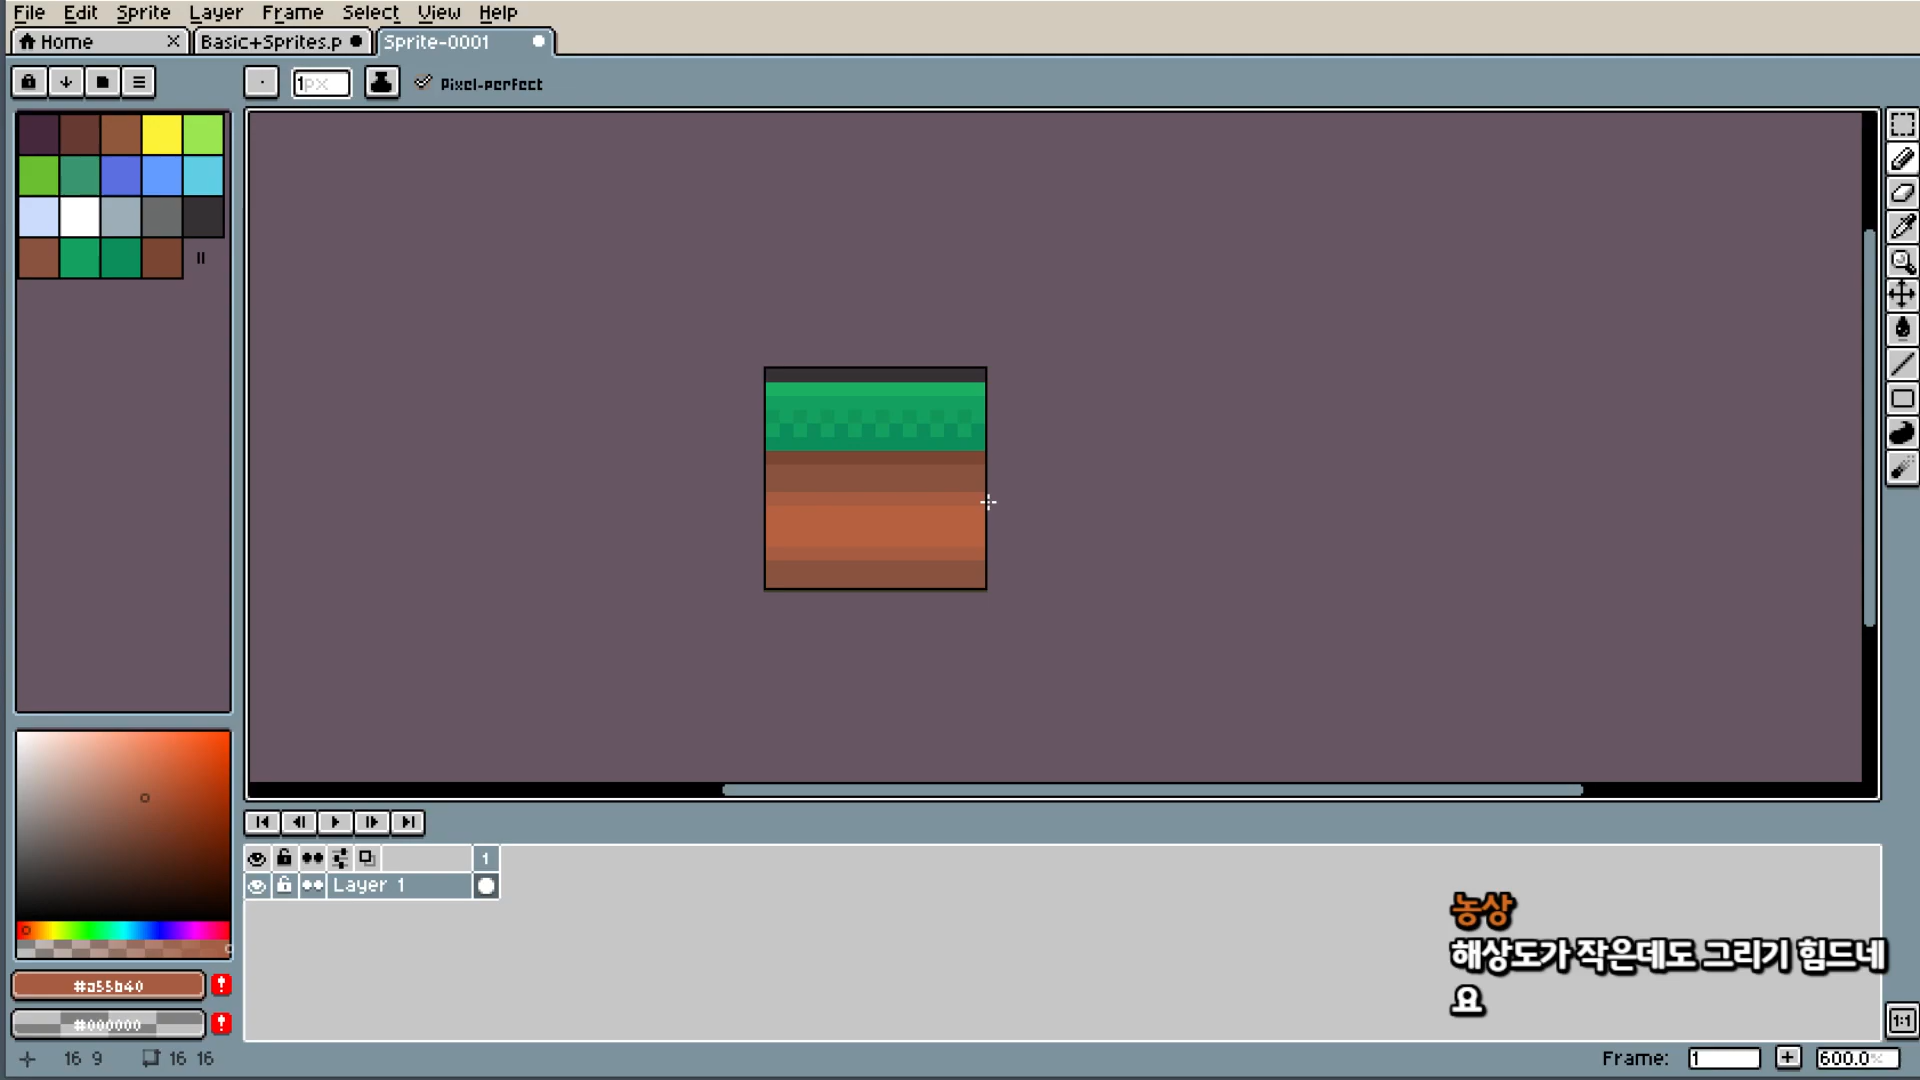 File Edit Sprite Layer Frame Select View Help
Home Basic+Sprites.p Sprite-0001
1px Pixel-perfect
1
Layer 1
농상
해상도가 작은데도 그리기 힘드네
요
#a55b40
#000000
1:1
16 9 16 16
Frame: 1 600.0%